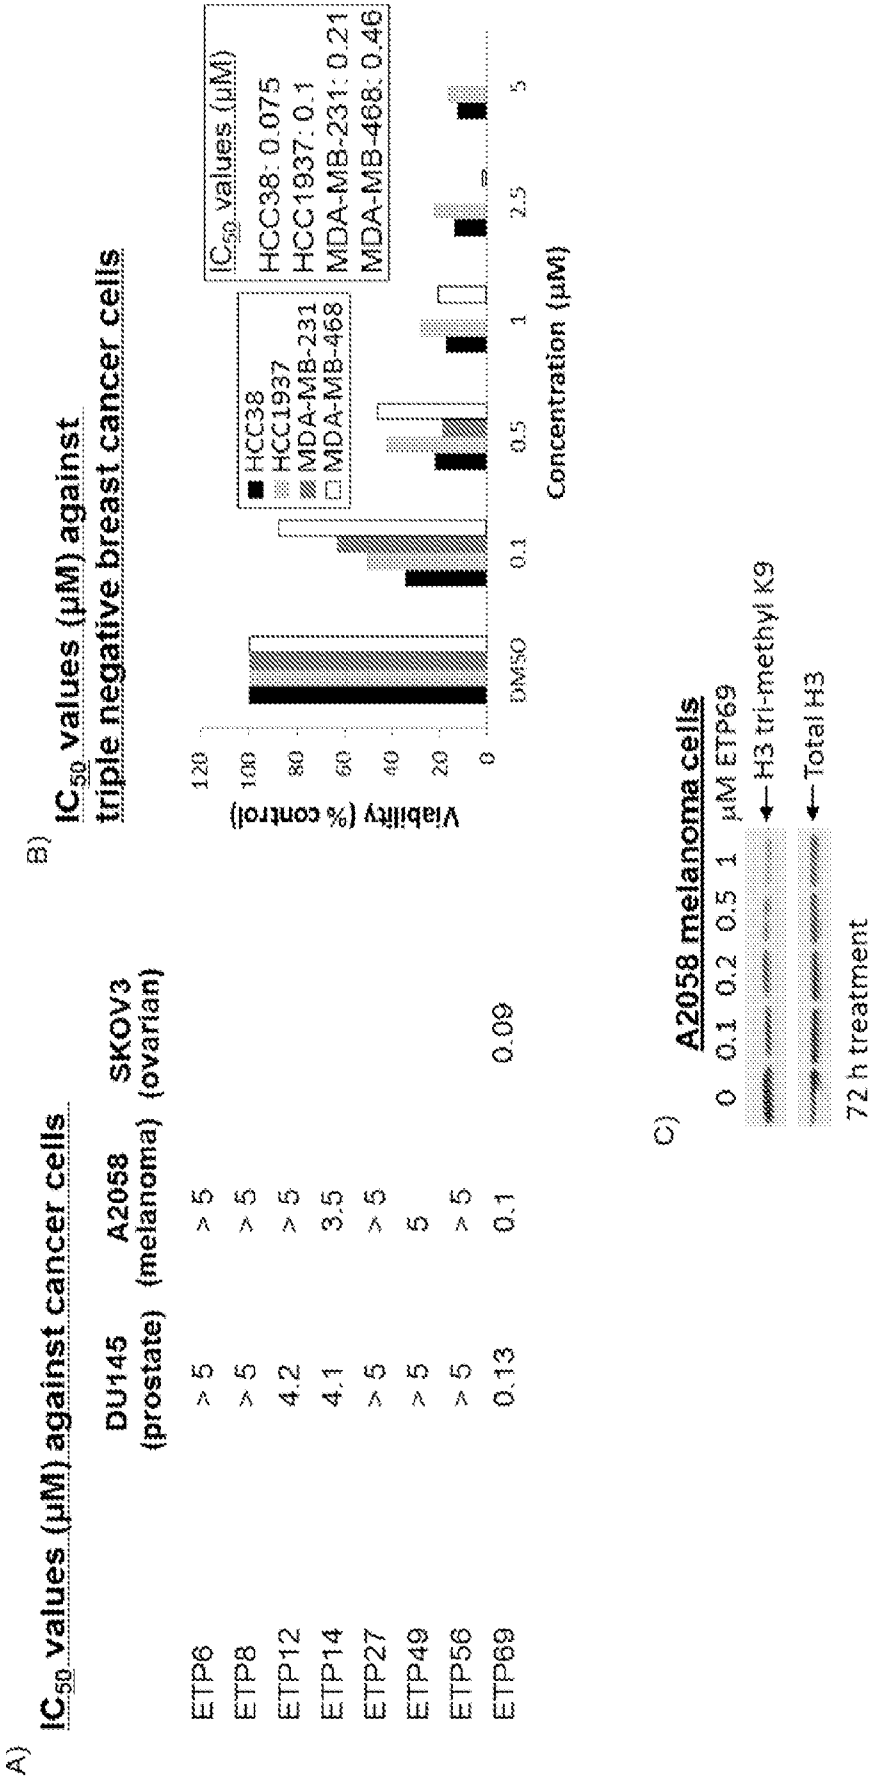 A)
IC50 values (µM) against cancer cells
DU145 A2058 SKOV3
(prostate) (melanoma) (ovarian)
ETP6 > 5 > 5
ETP8 > 5 > 5
ETP12 4.2 > 5
ETP14 4.1 3.5
ETP27 > 5 > 5
ETP49 > 5 5
ETP56 > 5 > 5
ETP69 0.13 0.1 0.09
B)
IC50 values (µM) against
triple negative breast cancer cells
Viability (% control)
120
100
80
60
40
20
0
DMSO 0.1 0.5 1 2.5 5
Concentration (µM)
HCC38
HCC1937
MDA-MB-231
MDA-MB-468
IC50 values (µM)
HCC38: 0.075
HCC1937: 0.1
MDA-MB-231: 0.21
MDA-MB-468: 0.46
C)
A2058 melanoma cells
0 0.1 0.2 0.5 1 µM ETP69
←H3 tri-methyl K9
←Total H3
72 h treatment